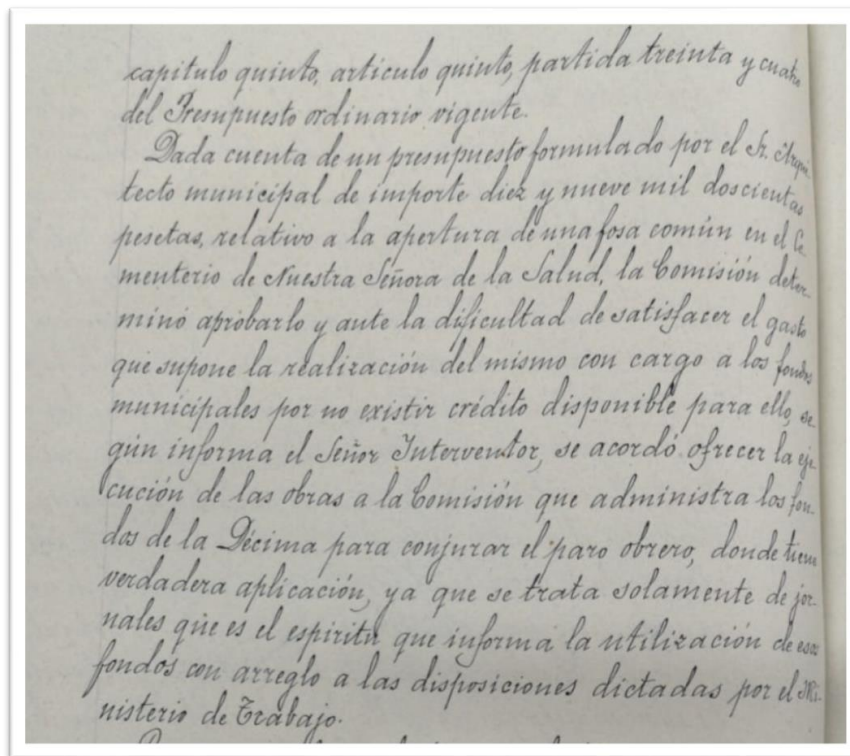 capitulo quinto, articulo quinto, partida treinta y cuatro
del Presupuesto ordinario vigente.
Dada cuenta de un presupuesto formulado por el Sr. Arqui-
tecto municipal de importe diez y nueve mil doscientas
pesetas, relativo a la apertura de una fosa común en el Ce-
menterio de Nuestra Señora de la Salud, la Comisión deter-
minó aprobarlo y ante la dificultad de satisfacer el gasto
que supone la realización del mismo con cargo a los fondos
municipales por no existir crédito disponible para ello, se-
gún informa el Señor Interventor, se acordó ofrecer la eje-
cución de las obras a la Comisión que administra los fon-
dos de la Décima para conjurar el paro obrero, donde tiene
verdadera aplicación, ya que se trata solamente de jor-
nales que es el espiritu que informa la utilización de esos
fondos con arreglo a las disposiciones dictadas por el Mi-
nisterio de Trabajo.